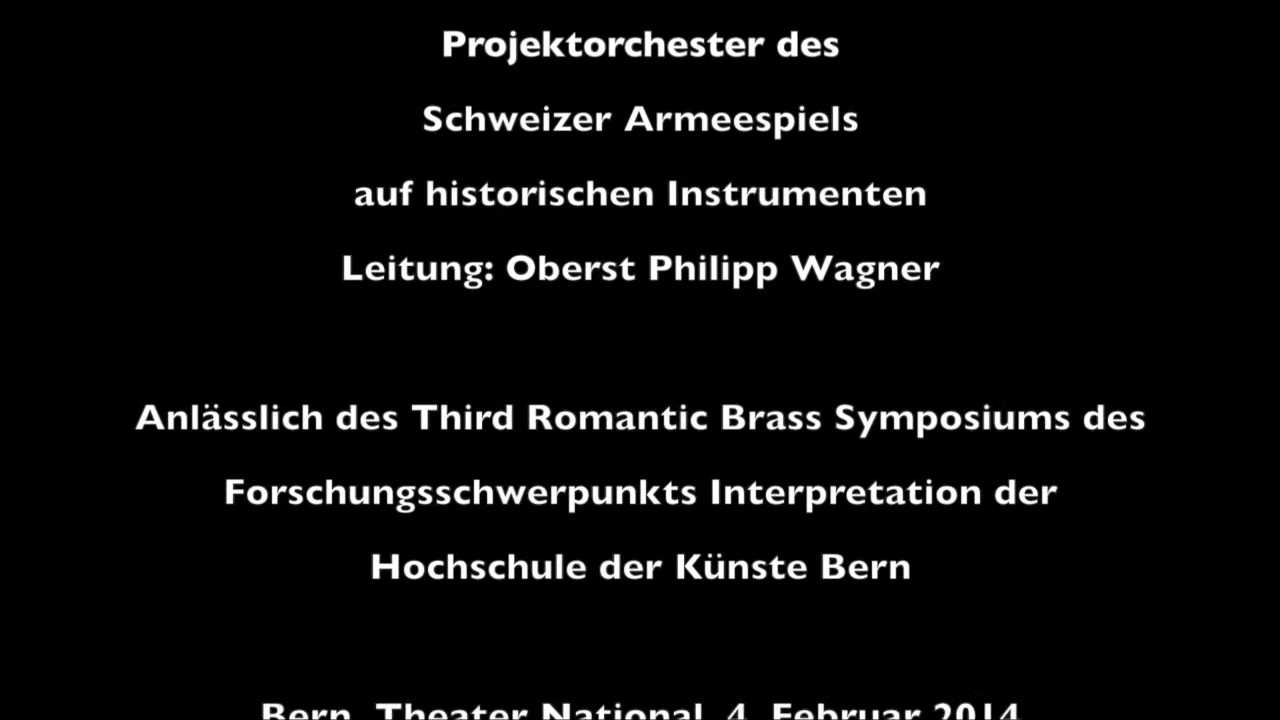 Projektorchester des
Schweizer Armeespiels
auf historischen Instrumenten
Leitung: Oberst Philipp Wagner
Anlässlich des Third Romantic Brass Symposiums des
Forschungsschwerpunkts Interpretation der
Hochschule der Künste Bern
Bern, Theater National, 4. Februar 2014